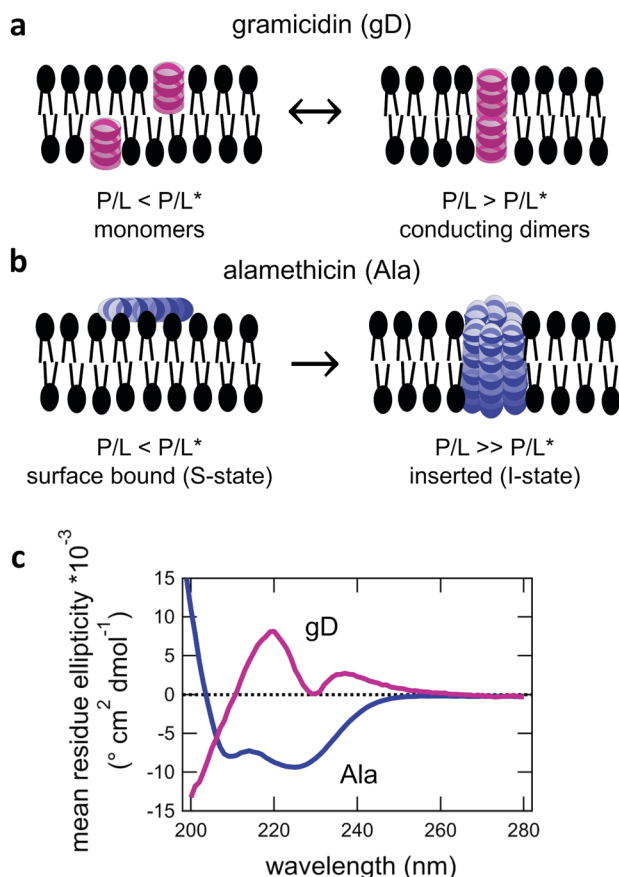 a
gramicidin (gD)
P/L < P/L*
monomers
P/L > P/L*
conducting dimers
b
alamethicin (Ala)
P/L < P/L*
surface bound (S-state)
P/L >> P/L*
inserted (I-state)
c
mean residue ellipticity *10⁻³
(° cm² dmol⁻¹)
15
10
5
0
-5
-10
-15
gD
Ala
200
220
240
260
280
wavelength (nm)